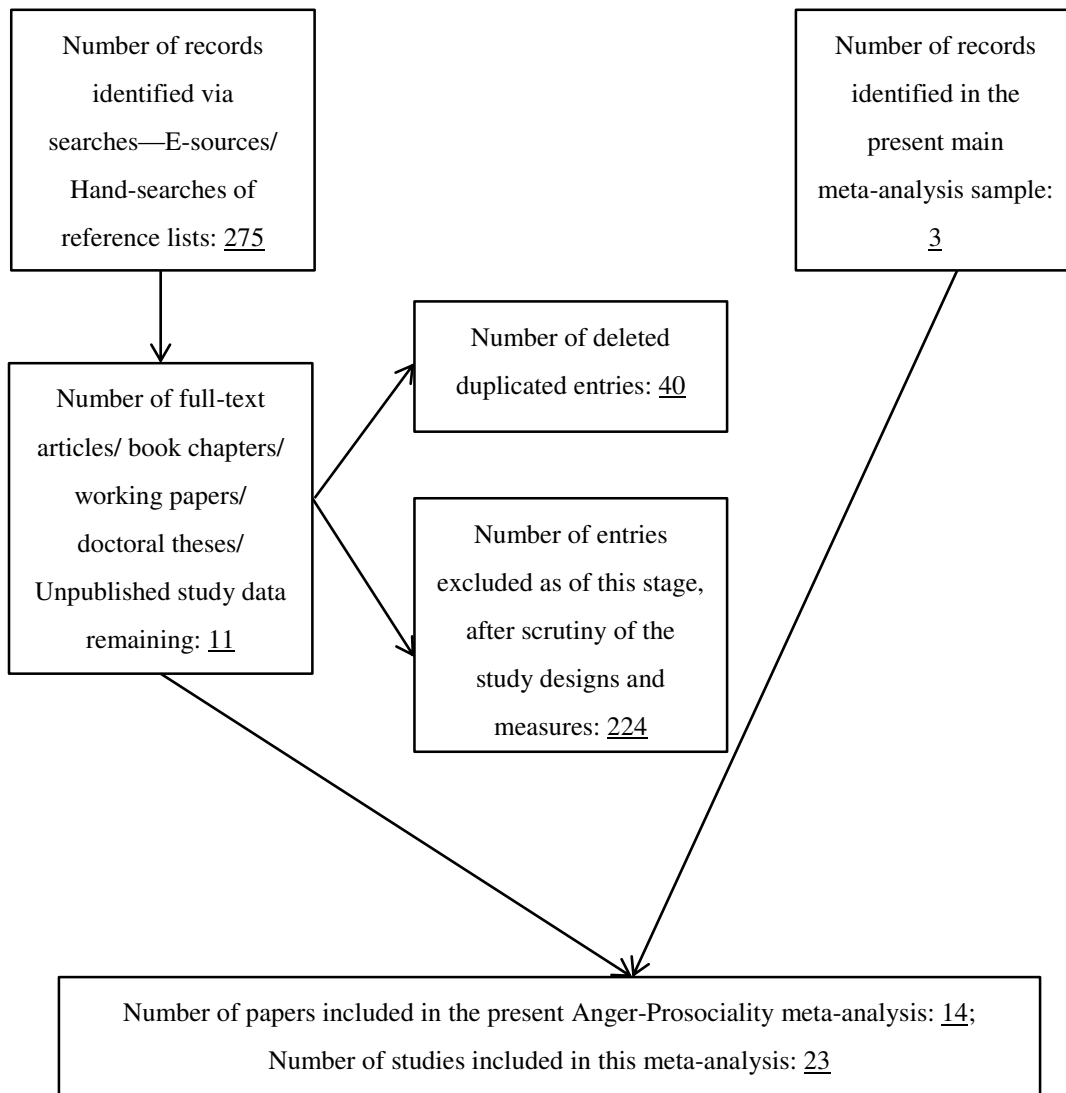 Number of records
identified via
searches—E-sources/
Hand-searches of
reference lists: 275
Number of records
identified in the
present main
meta-analysis sample:
3
Number of deleted
duplicated entries: 40
Number of full-text
articles/ book chapters/
working papers/
doctoral theses/
Unpublished study data
remaining: 11
Number of entries
excluded as of this stage,
after scrutiny of the
study designs and
measures: 224
Number of papers included in the present Anger-Prosociality meta-analysis: 14;
Number of studies included in this meta-analysis: 23